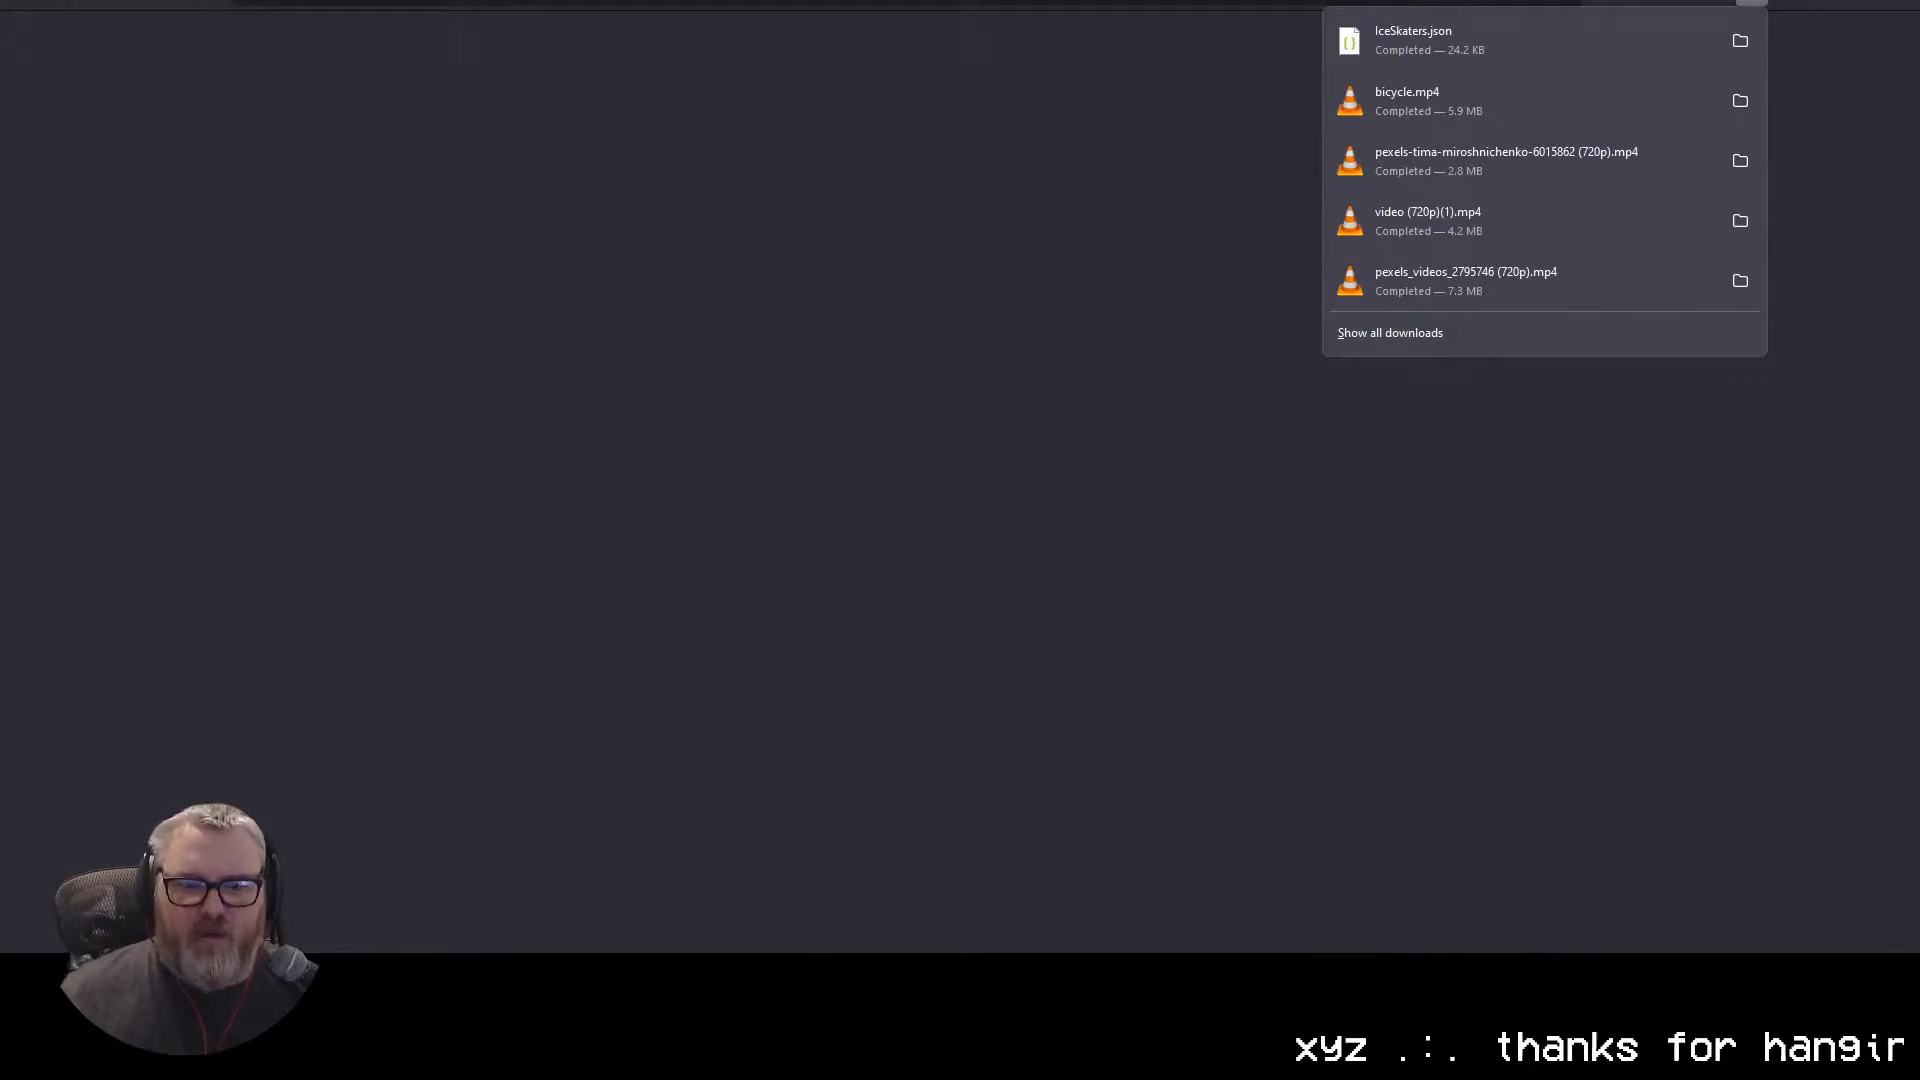 IceSkaters.json
Completed — 24.2 KB
bicycle.mp4
Completed — 5.9 MB
pexels-tima-miroshnichenko-6015862 (720p).mp4
Completed — 2.8 MB
video (720p)(1).mp4
Completed — 4.2 MB
pexels_videos_2795746 (720p).mp4
Completed — 7.3 MB
Show all downloads
xyz .:. thanks for hangin